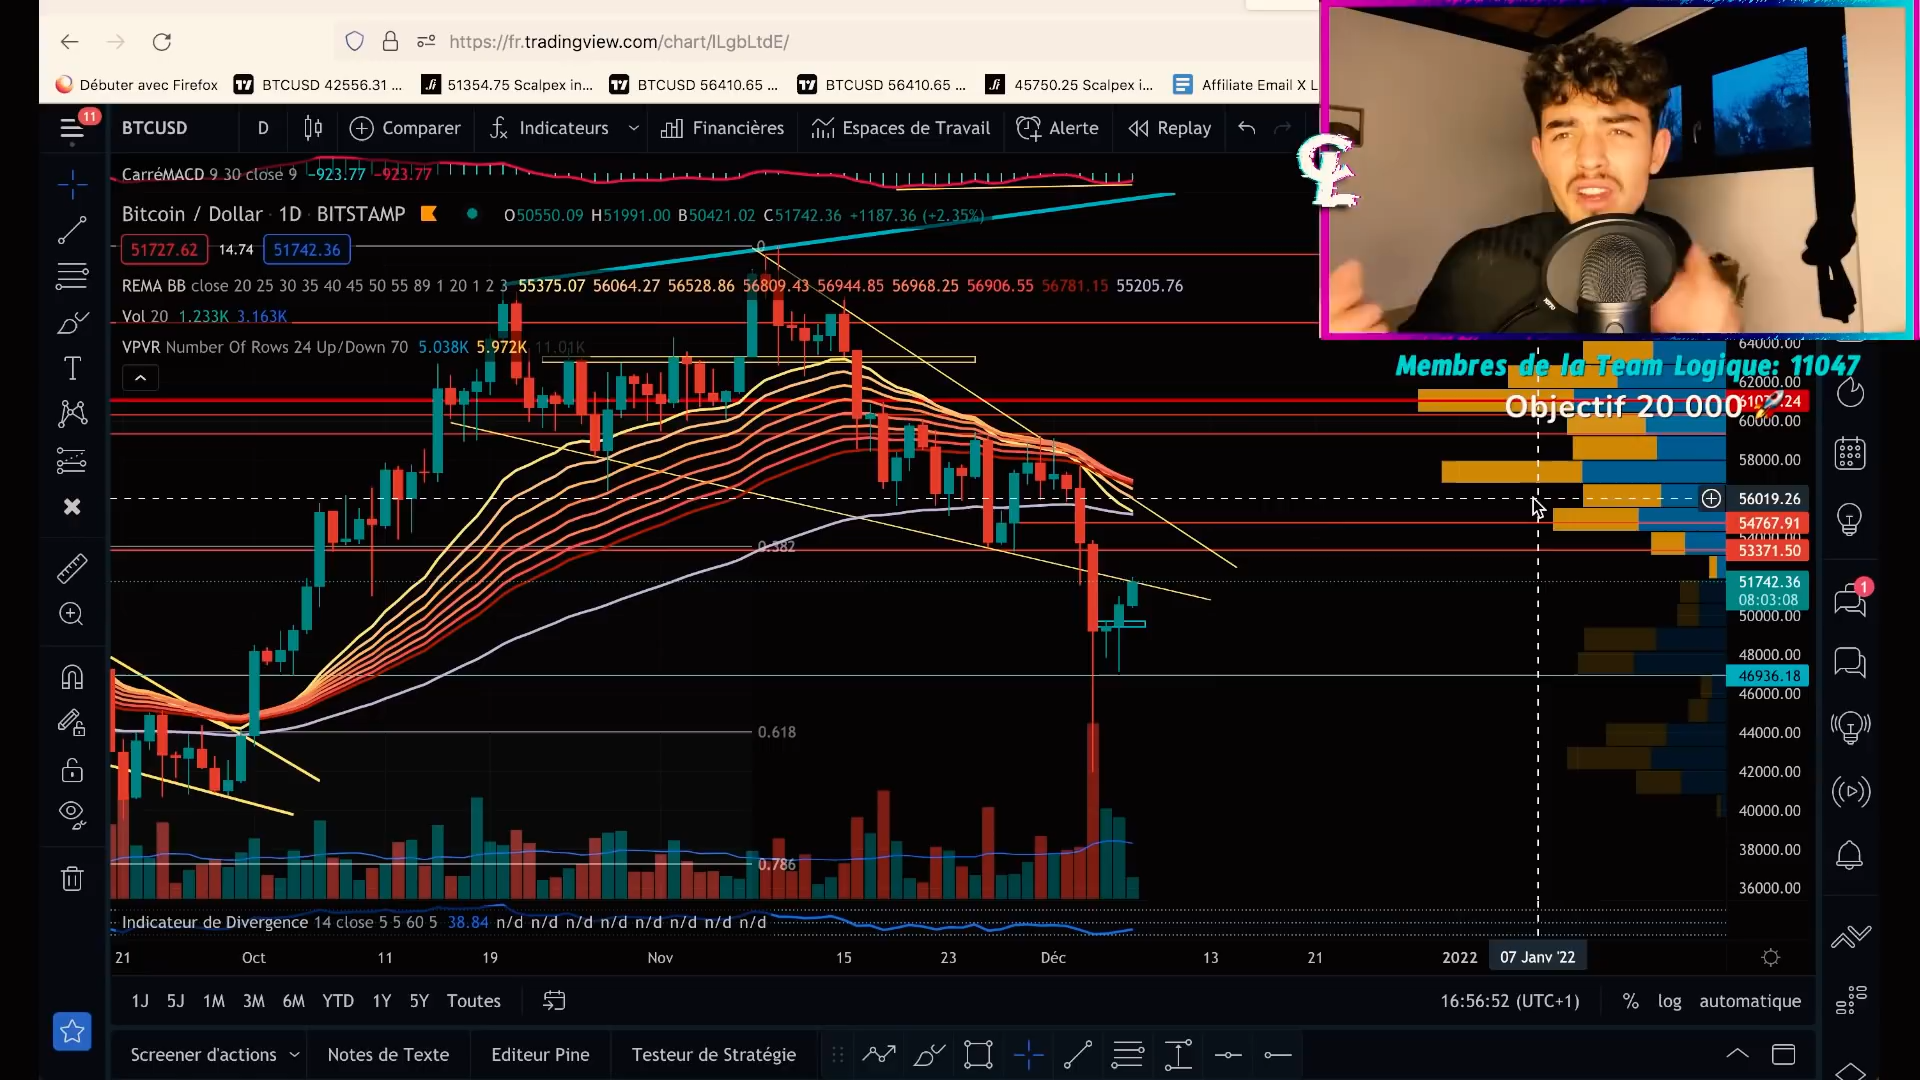 https://fr.tradingview.com/chart/lLgbLtdE/
Débuter avec Firefox
BTCUSD 42556.31 ...
51354.75 Scalpex in...
BTCUSD 56410.65 ...
BTCUSD 56410.65 ...
45750.25 Scalpex i...
Affiliate Email X L
11
BTCUSD
D
Comparer
Indicateurs
Financières
Espaces de Travail
Alerte
Replay
CarréMACD 9 30 close 9 -923.77 -923.77
Bitcoin / Dollar · 1D · BITSTAMP
O50550.09 H51991.00 B50421.02 C51742.36 +1187.36 (+2.35%)
51727.62 14.74 51742.36
0
REMA BB close 20 25 30 35 40 45 50 55 89 1 20 1 2 3 55375.07 56064.27 56528.86 56809.43 56944.85 56968.25 56906.55 56781.15 55205.76
Vol 20 1.233K 3.163K
VPVR Number Of Rows 24 Up/Down 70 5.038K 5.972K 11.01K
64000.00
Membres de la Team Logique: 11047
62000.00
Objectif 20 000
60000.00
58000.00
56019.26
54767.91
54000.00
53371.50
0.382
51742.36
08:03:08
50000.00
48000.00
46936.18
46000.00
0.618
44000.00
42000.00
40000.00
38000.00
0.786
36000.00
1
Indicateur de Divergence 14 close 5 5 60 5 38.84 n/d n/d n/d n/d n/d n/d n/d n/d
21 Oct 11 19 Nov 15 23 Déc 13 21 2022 07 Janv '22
1J 5J 1M 3M 6M YTD 1Y 5Y Toutes
16:56:52 (UTC+1) % log automatique
Screener d'actions
Notes de Texte
Editeur Pine
Testeur de Stratégie